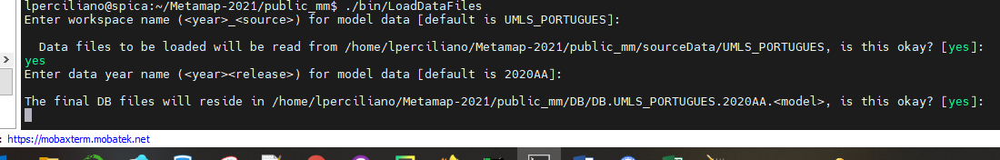 lperciliano@spica:~/Metamap-2021/public_mm$ ./bin/LoadDataFiles
Enter workspace name (<year>_<source>) for model data [default is UMLS_PORTUGUES]:
Data files to be loaded will be read from /home/lperciliano/Metamap-2021/public_mm/sourceData/UMLS_PORTUGUES, is this okay? [yes]:
yes
Enter data year name (<year><release>) for model data [default is 2020AA]:
The final DB files will reside in /home/lperciliano/Metamap-2021/public_mm/DB/DB.UMLS_PORTUGUES.2020AA.<model>, is this okay? [yes]:
: https://mobaxterm.mobatek.net